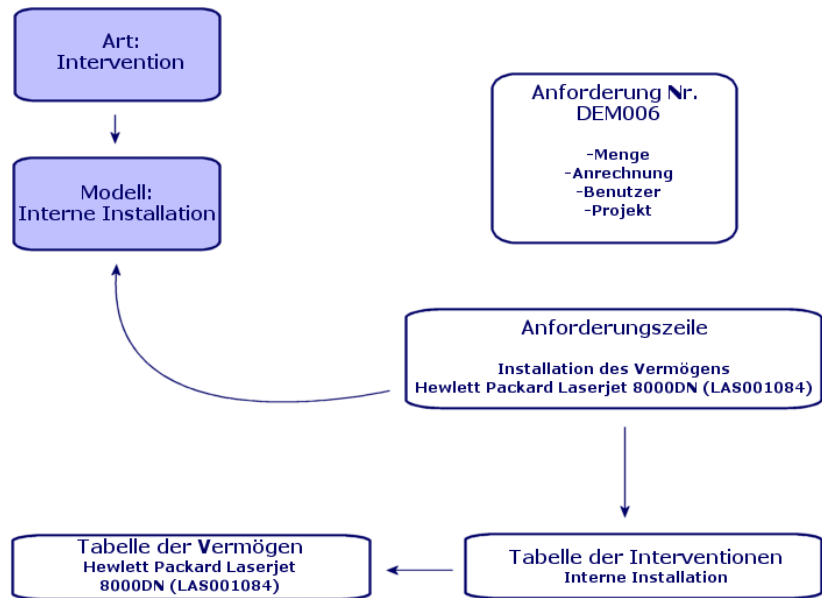 Art:
Intervention
Modell:
Interne Installation
Anforderung Nr.
DEM006
-Menge
-Anrechnung
-Benutzer
-Projekt
Anforderungszeile
Installation des Vermögens
Hewlett Packard Laserjet 8000DN (LAS001084)
Tabelle der Vermögen
Hewlett Packard Laserjet
8000DN (LAS001084)
Tabelle der Interventionen
Interne Installation